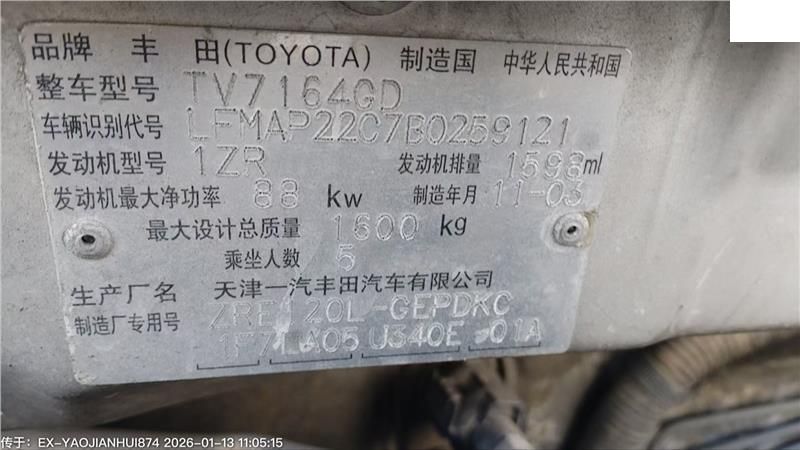 品牌 丰 田(TOYOTA) 制造国 中华人民共和国
整车型号 TV7164GD
车辆识别代号 LFMAP22C7B0259121
发动机型号 1ZR 发动机排量 1598ml
发动机最大净功率 88 kw 制造年月 11-03
最大设计总质量 1600 kg
乘坐人数 5
生产厂名 天津一汽丰田汽车有限公司
制造厂专用号 ZRE120L-GEPDKC
1F7 LA05 U340E -01A
传于：EX-YAOJIANHUI874 2026-01-13 11:05:15